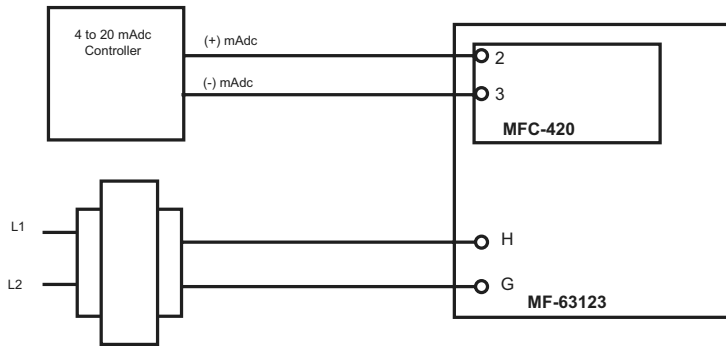 4 to 20 mAdc
Controller
(+) mAdc
(-) mAdc
2
3
MFC-420
L1
L2
H
G
MF-63123